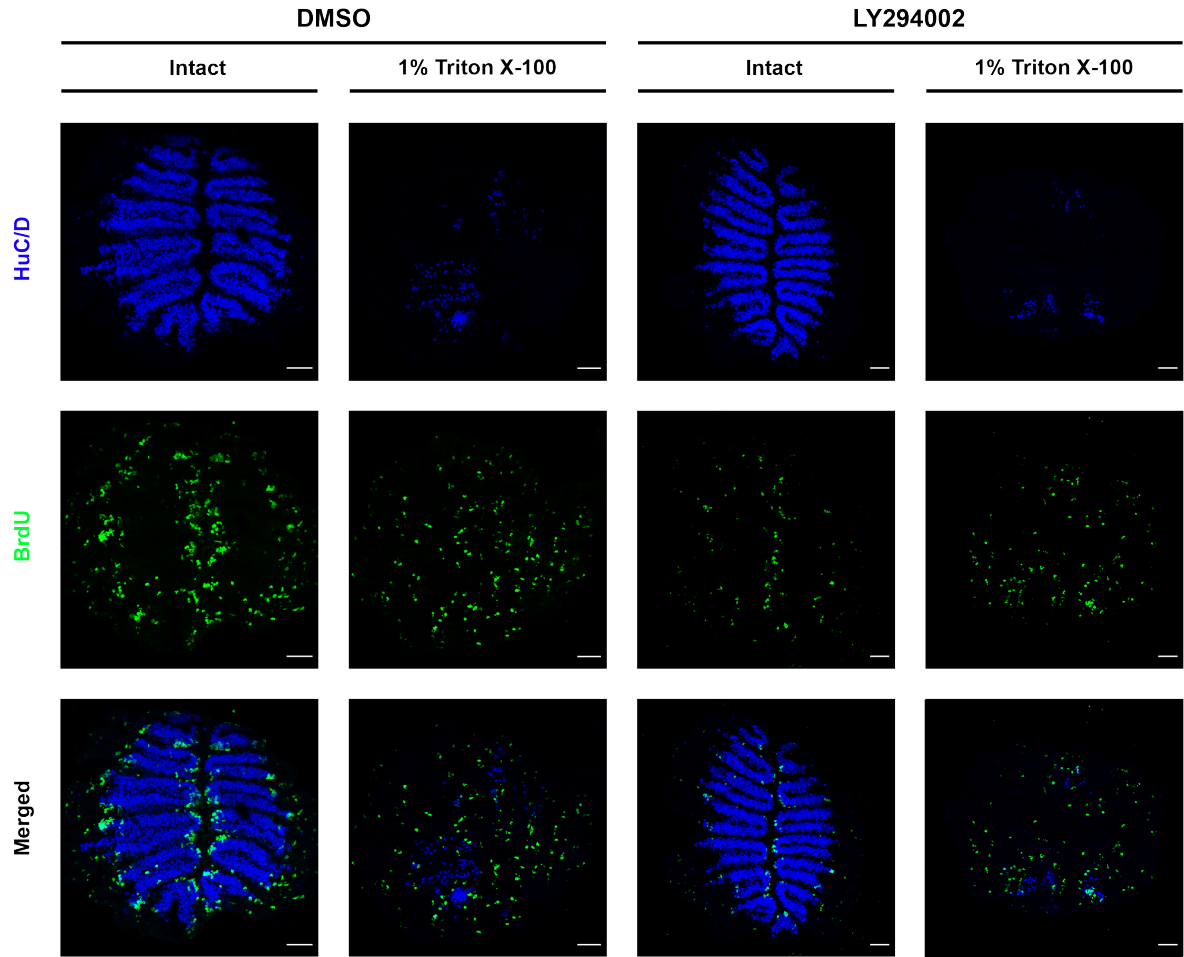 DMSO
LY294002
Intact
1% Triton X-100
Intact
1% Triton X-100
HuC/D
BrdU
Merged